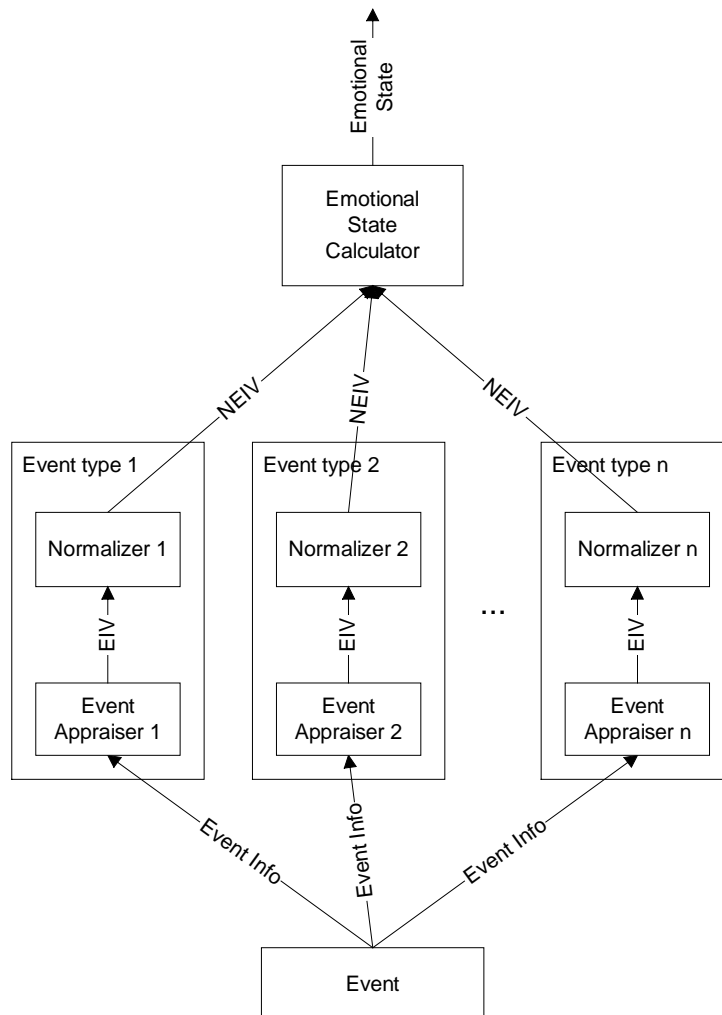 Emotional
State
Emotional
State
Calculator
NEIV
NEIV
NEIV
Event type 1
Event type 2
Event type n
Normalizer 1
Normalizer 2
Normalizer n
...
EIV
EIV
EIV
Event
Appraiser 1
Event
Appraiser 2
Event
Appraiser n
Event Info
Event Info
Event Info
Event